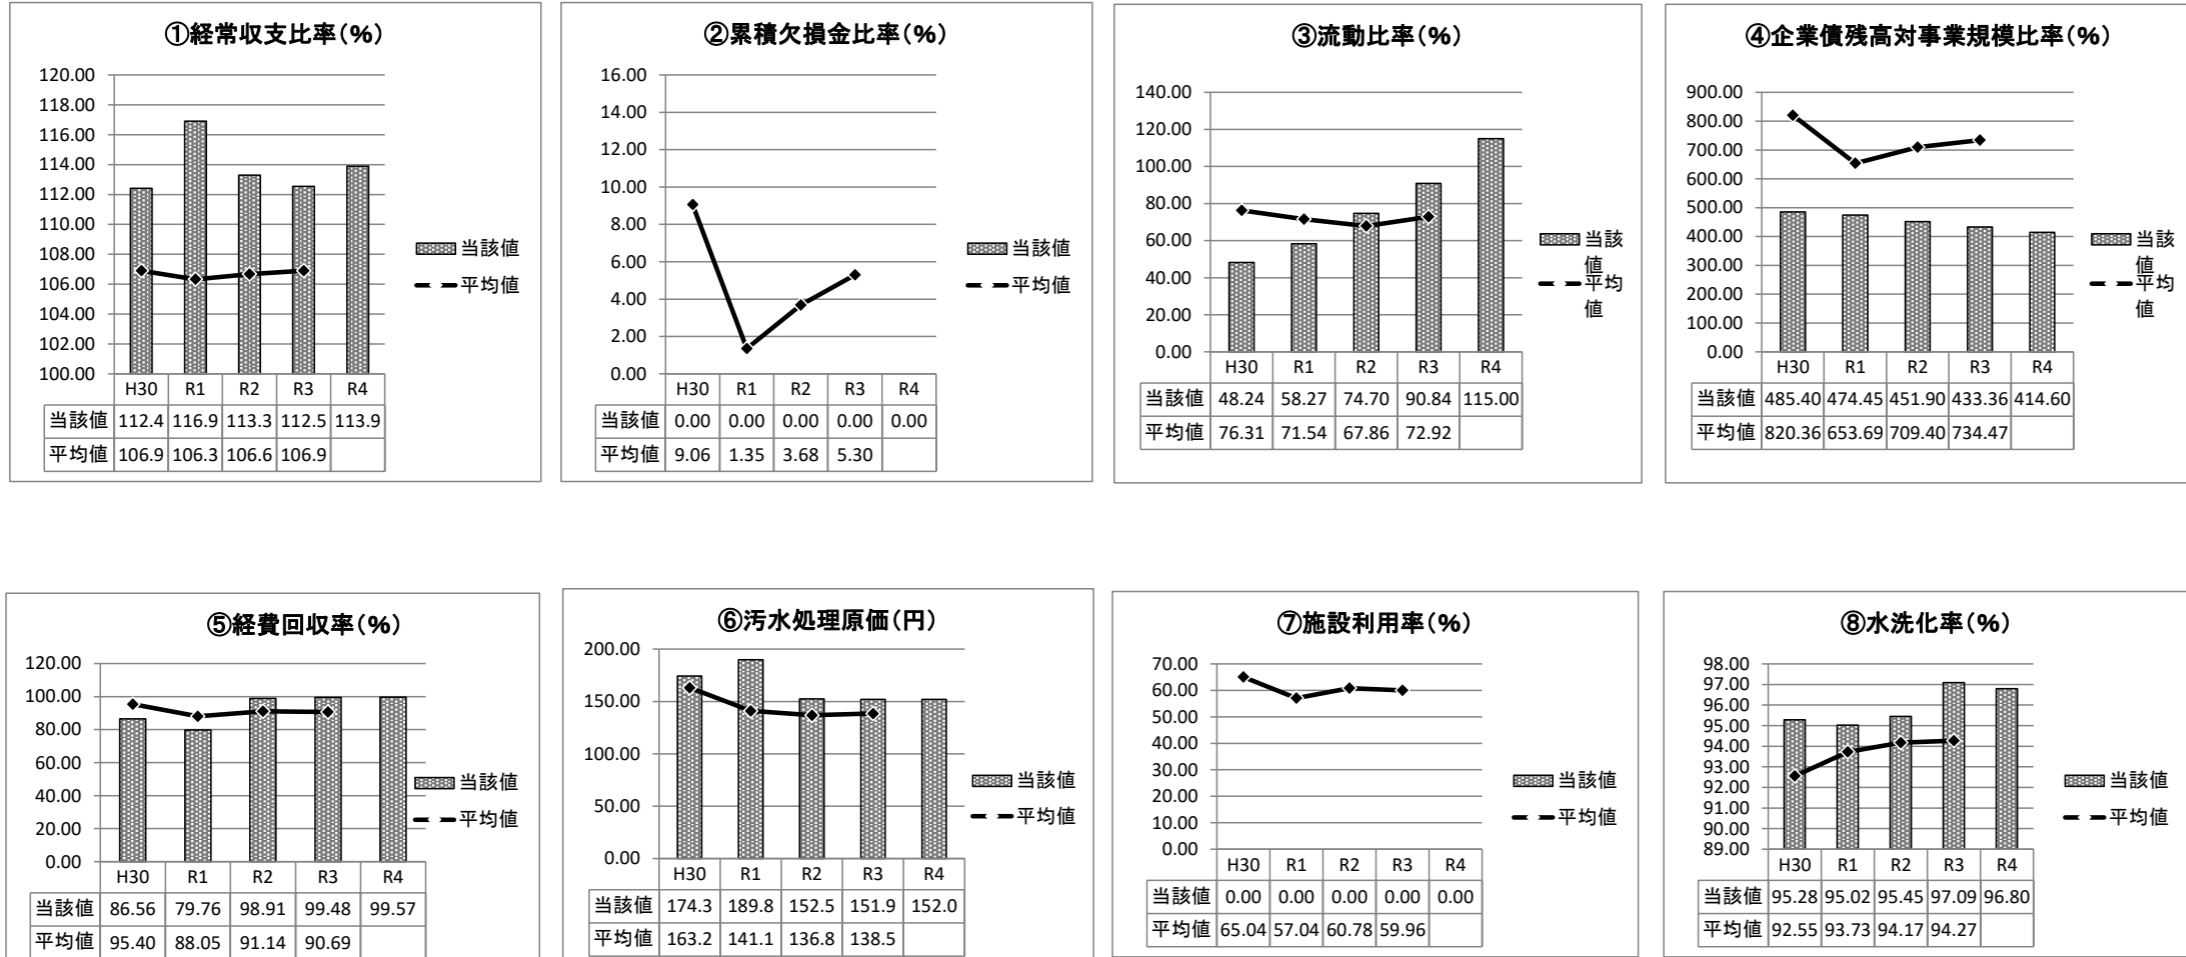 ①経常収支比率(%)
120.00
118.00
116.00
114.00
112.00
110.00
108.00
106.00
104.00
102.00
100.00
H30 R1 R2 R3 R4
当該値 112.4 116.9 113.3 112.5 113.9
平均値 106.9 106.3 106.6 106.9
当該値
平均値
②累積欠損金比率(%)
16.00
14.00
12.00
10.00
8.00
6.00
4.00
2.00
0.00
H30 R1 R2 R3 R4
当該値 0.00 0.00 0.00 0.00 0.00
平均値 9.06 1.35 3.68 5.30
当該値
平均値
③流動比率(%)
140.00
120.00
100.00
80.00
60.00
40.00
20.00
0.00
H30 R1 R2 R3 R4
当該値 48.24 58.27 74.70 90.84 115.00
平均値 76.31 71.54 67.86 72.92
当該
値
平均
値
④企業債残高対事業規模比率(%)
900.00
800.00
700.00
600.00
500.00
400.00
300.00
200.00
100.00
0.00
H30 R1 R2 R3 R4
当該値 485.40 474.45 451.90 433.36 414.60
平均値 820.36 653.69 709.40 734.47
当該
値
平均
値
⑤経費回収率(%)
120.00
100.00
80.00
60.00
40.00
20.00
0.00
H30 R1 R2 R3 R4
当該値 86.56 79.76 98.91 99.48 99.57
平均値 95.40 88.05 91.14 90.69
当該値
平均値
⑥汚水処理原価(円)
200.00
150.00
100.00
50.00
0.00
H30 R1 R2 R3 R4
当該値 174.3 189.8 152.5 151.9 152.0
平均値 163.2 141.1 136.8 138.5
当該値
平均値
⑦施設利用率(%)
70.00
60.00
50.00
40.00
30.00
20.00
10.00
0.00
H30 R1 R2 R3 R4
当該値 0.00 0.00 0.00 0.00 0.00
平均値 65.04 57.04 60.78 59.96
当該値
平均値
⑧水洗化率(%)
98.00
97.00
96.00
95.00
94.00
93.00
92.00
91.00
90.00
89.00
H30 R1 R2 R3 R4
当該値 95.28 95.02 95.45 97.09 96.80
平均値 92.55 93.73 94.17 94.27
当該値
平均値